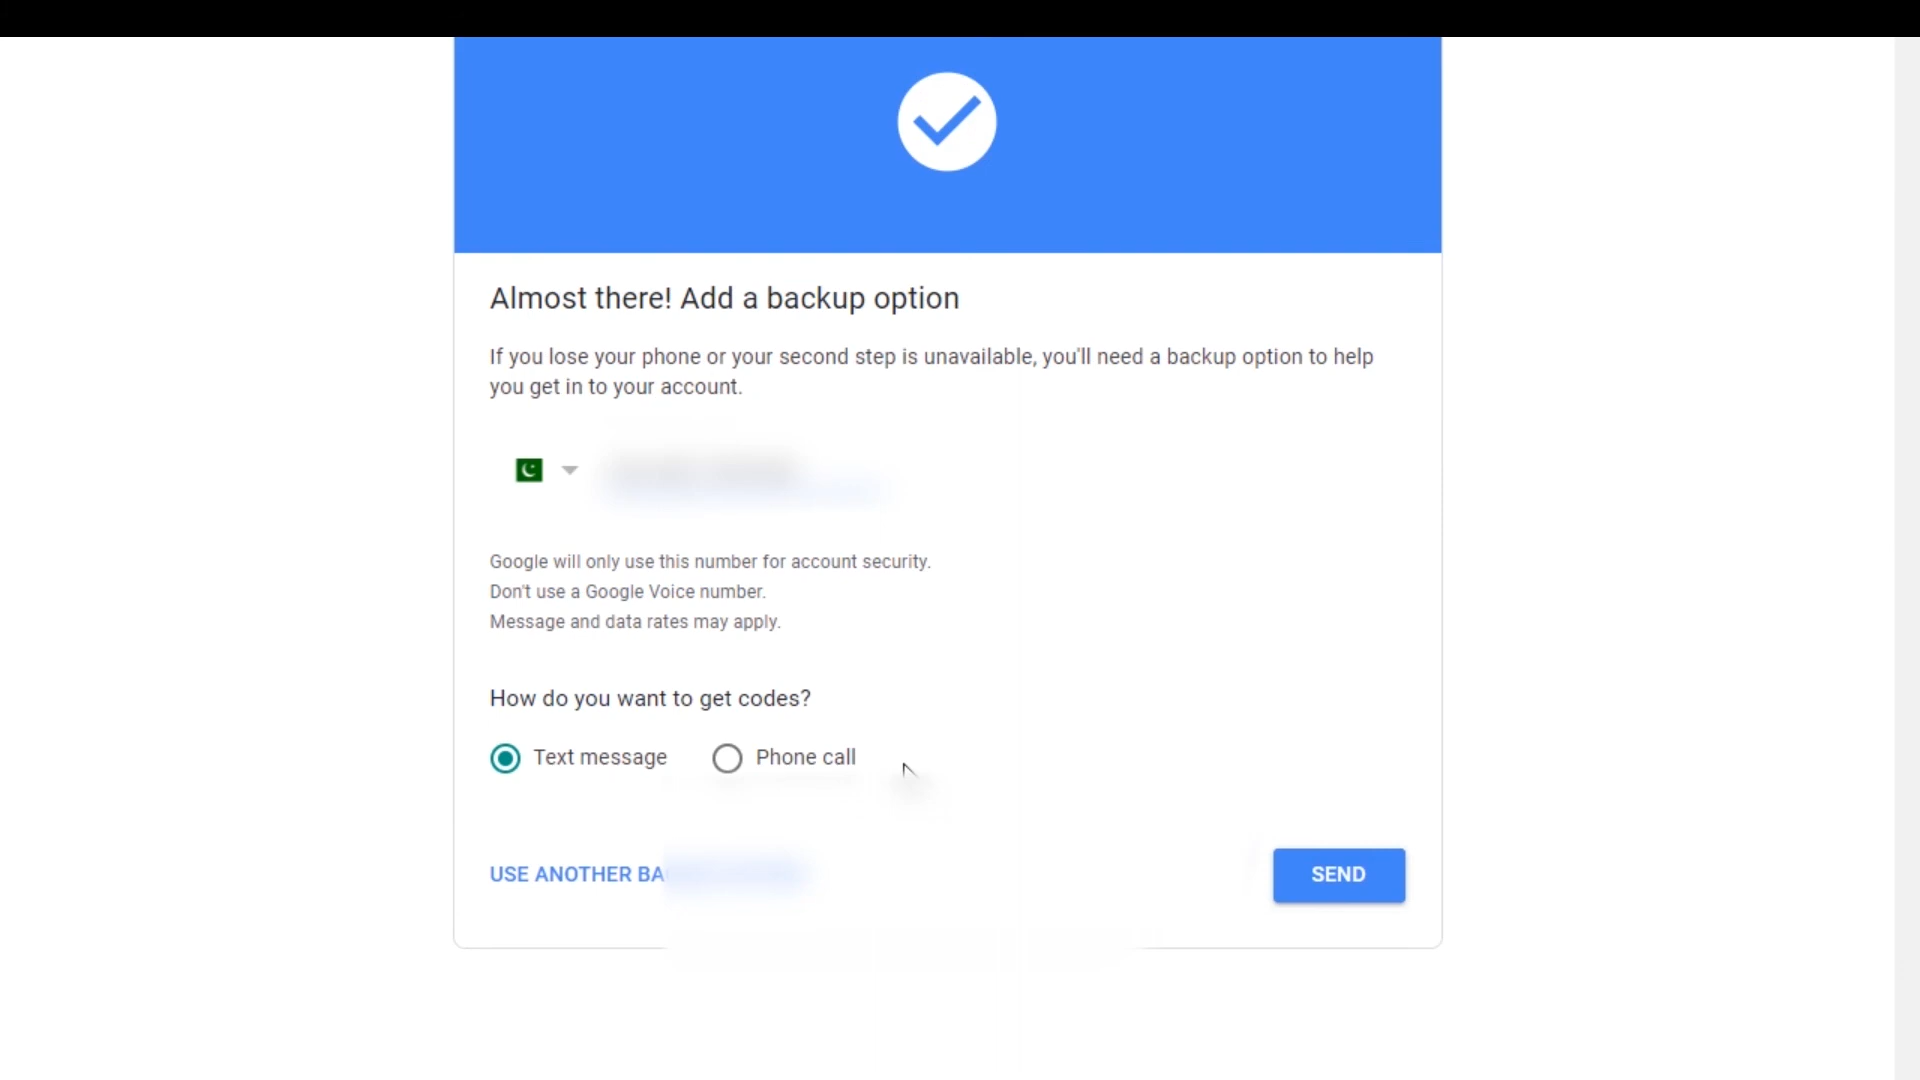 Almost there! Add a backup option
If you lose your phone or your second step is unavailable, you'll need a backup option to help
you get in to your account.
Google will only use this number for account security.
Don't use a Google Voice number.
Message and data rates may apply.
How do you want to get codes?
Text message Phone call
USE ANOTHER
SEND